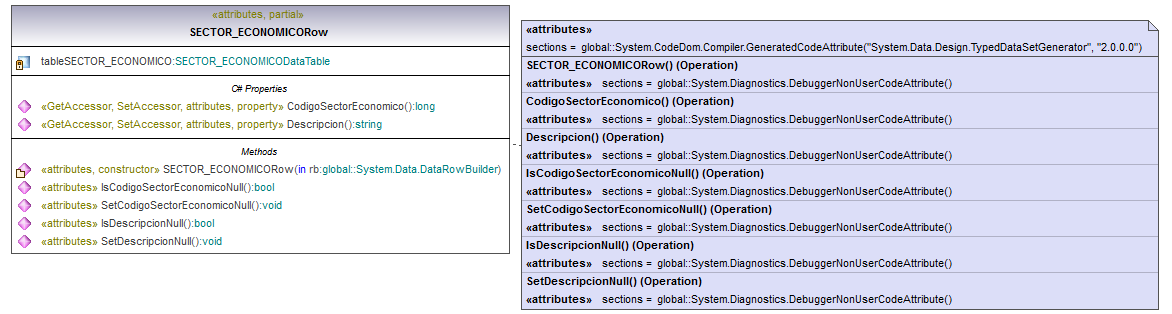 «attributes, partial»
SECTOR_ECONOMICORow
tableSECTOR_ECONOMICO:SECTOR_ECONOMICODataTable
C# Properties
«GetAccessor, SetAccessor, attributes, property» CodigoSectorEconomico():long
«GetAccessor, SetAccessor, attributes, property» Descripcion():string
Methods
«attributes, constructor» SECTOR_ECONOMICORow(in rb:global::System.Data.DataRowBuilder)
«attributes» IsCodigoSectorEconomicoNull():bool
«attributes» SetCodigoSectorEconomicoNull():void
«attributes» IsDescripcionNull():bool
«attributes» SetDescripcionNull():void
«attributes»
sections = global::System.CodeDom.Compiler.GeneratedCodeAttribute("System.Data.Design.TypedDataSetGenerator", "2.0.0.0")
SECTOR_ECONOMICORow() (Operation)
«attributes» sections = global::System.Diagnostics.DebuggerNonUserCodeAttribute()
CodigoSectorEconomico() (Operation)
«attributes» sections = global::System.Diagnostics.DebuggerNonUserCodeAttribute()
Descripcion() (Operation)
«attributes» sections = global::System.Diagnostics.DebuggerNonUserCodeAttribute()
IsCodigoSectorEconomicoNull() (Operation)
«attributes» sections = global::System.Diagnostics.DebuggerNonUserCodeAttribute()
SetCodigoSectorEconomicoNull() (Operation)
«attributes» sections = global::System.Diagnostics.DebuggerNonUserCodeAttribute()
IsDescripcionNull() (Operation)
«attributes» sections = global::System.Diagnostics.DebuggerNonUserCodeAttribute()
SetDescripcionNull() (Operation)
«attributes» sections = global::System.Diagnostics.DebuggerNonUserCodeAttribute()